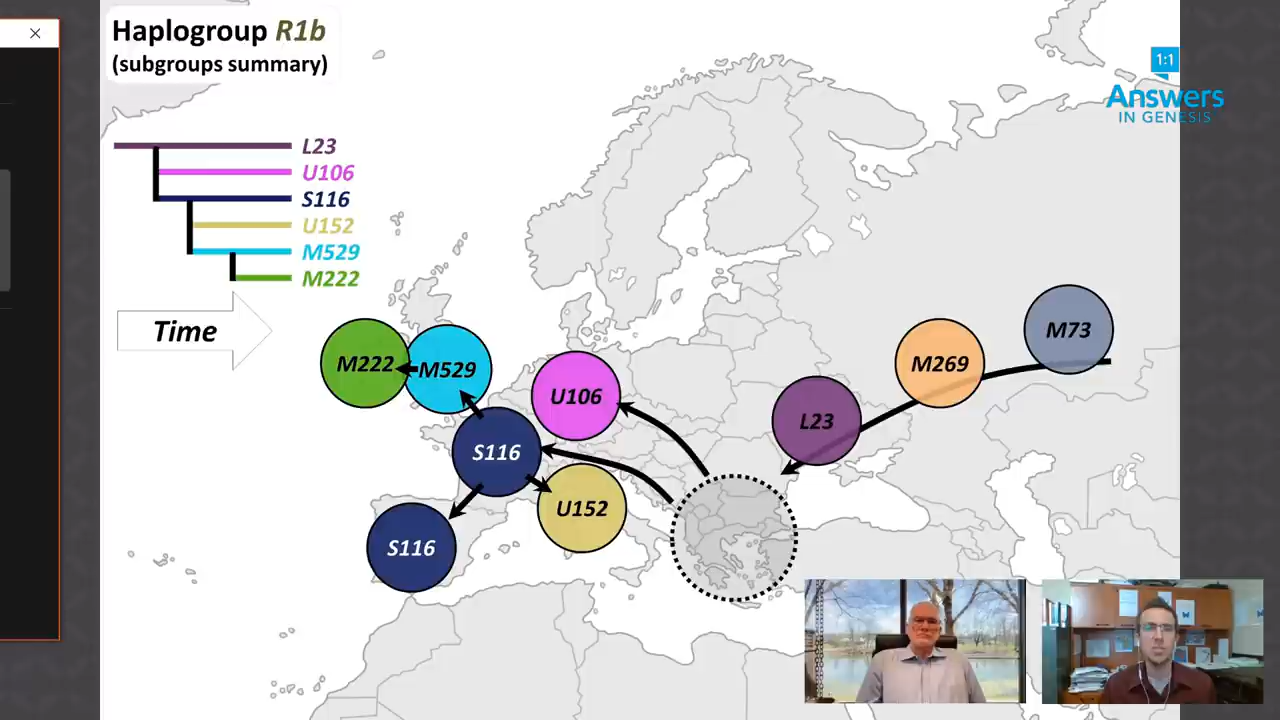 Haplogroup R1b
(subgroups summary)
1:1
Answers
IN GENESIS
L23
U106
S116
U152
M529
M222
Time
M73
M269
L23
U106
M222
M529
S116
U152
S116